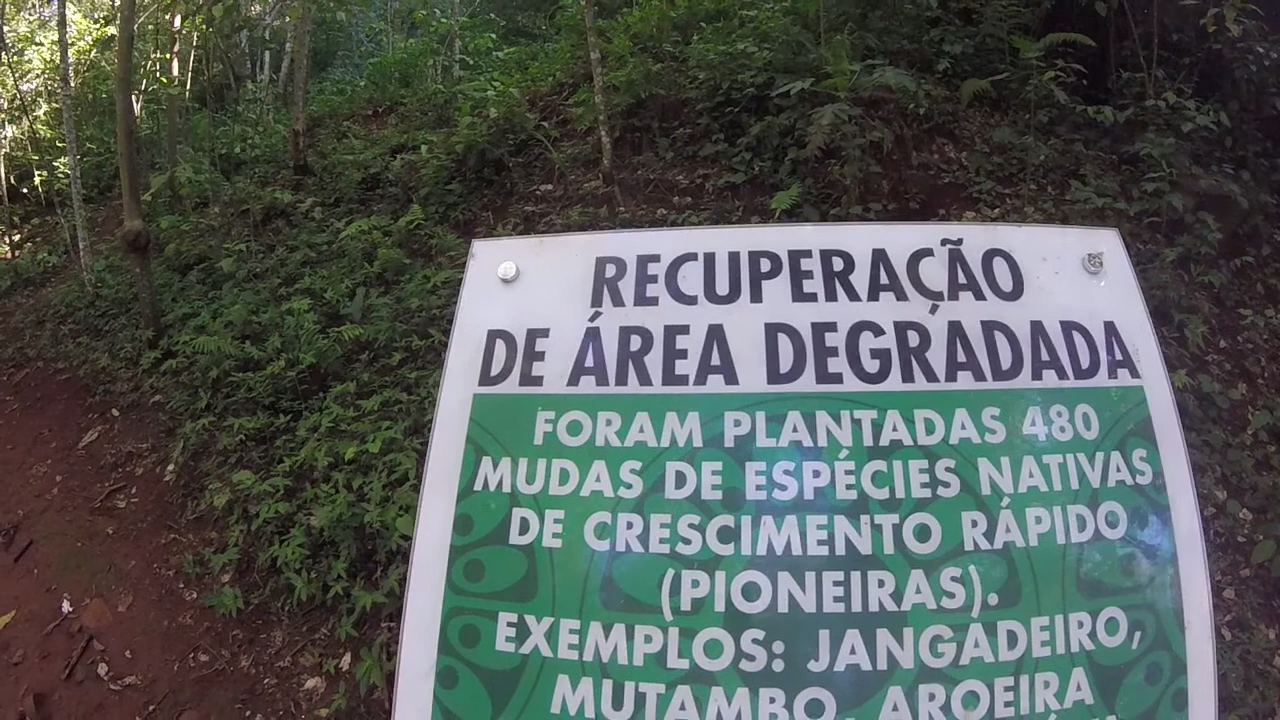 RECUPERAÇÃO
DE ÁREA DEGRADADA
FORAM PLANTADAS 480
MUDAS DE ESPÉCIES NATIVAS
DE CRESCIMENTO RÁPIDO
(PIONEIRAS).
EXEMPLOS: JANGADEIRO,
MUTAMBO, AROEIRA